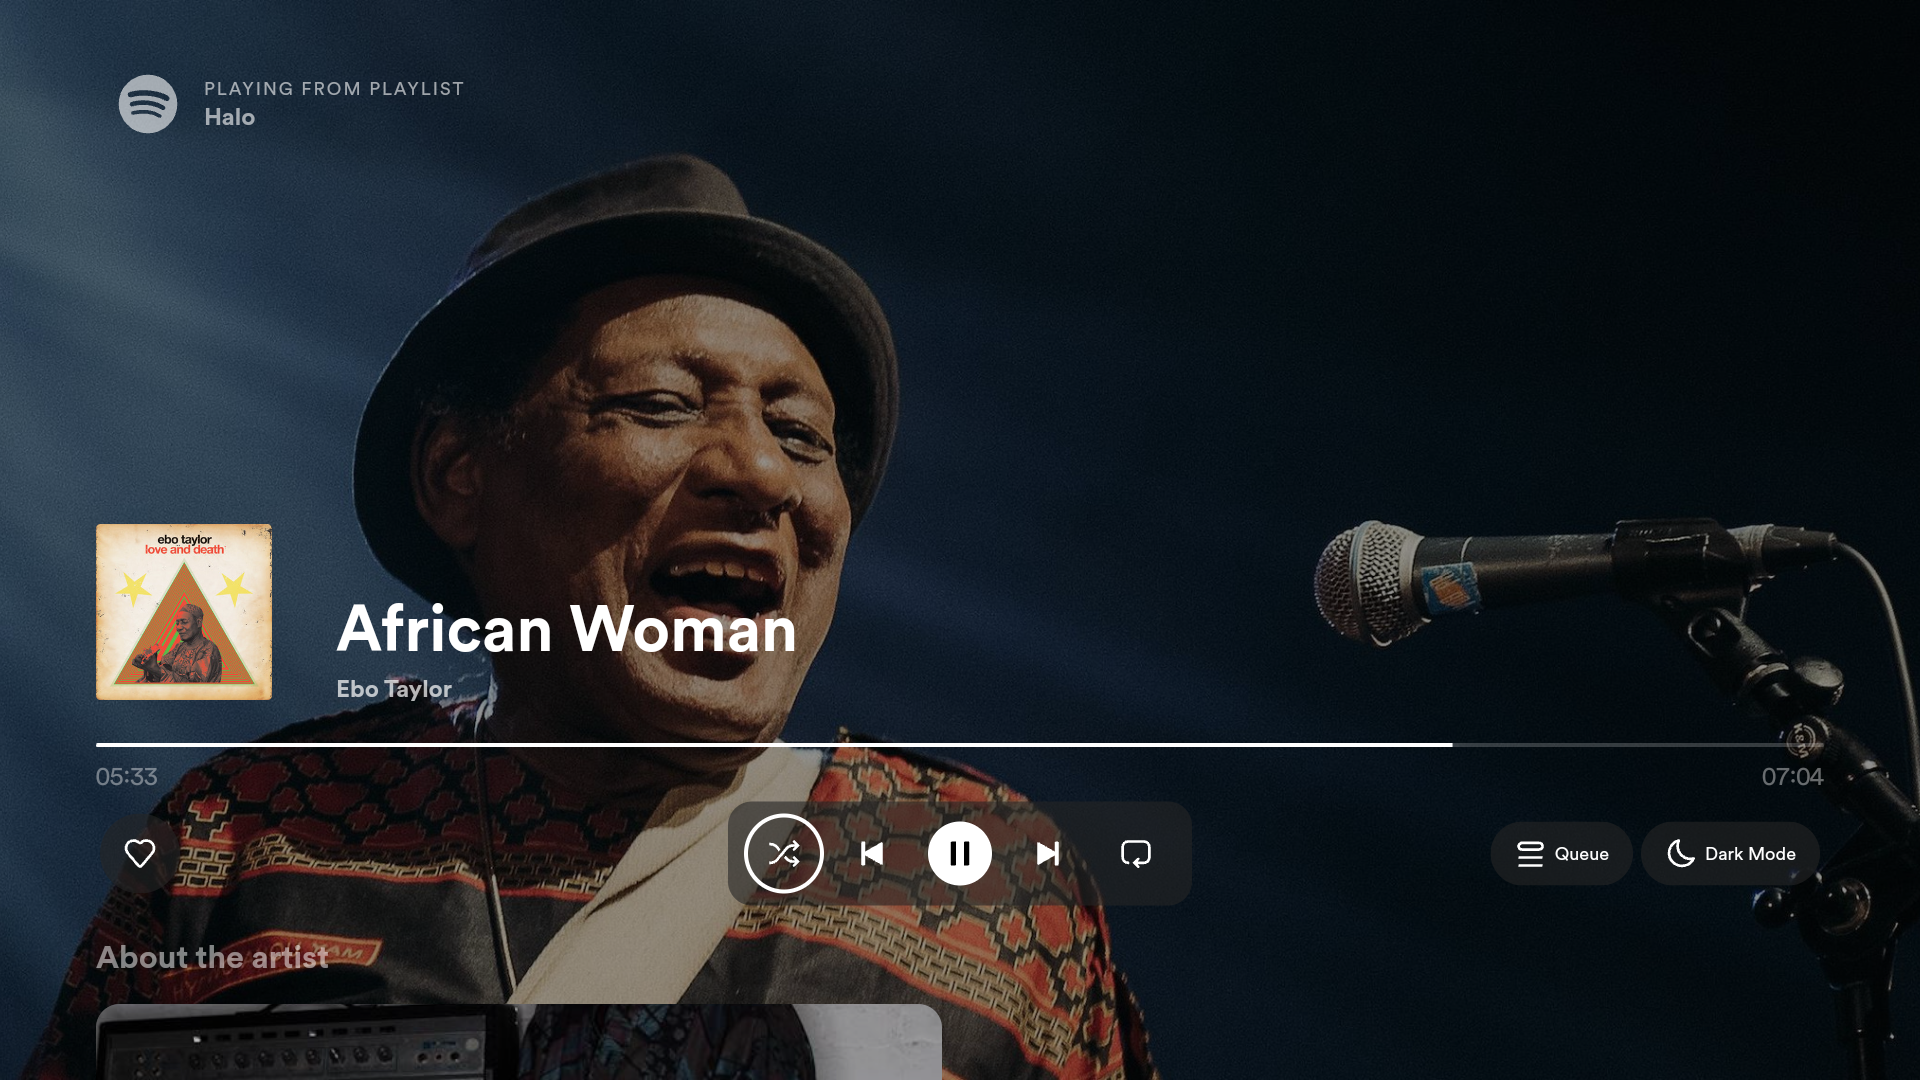 PLAYING FROM PLAYLIST
Halo
ebo taylor
love and death
African Woman
Ebo Taylor
05:33
07:04
Queue
Dark Mode
About the artist
K&M